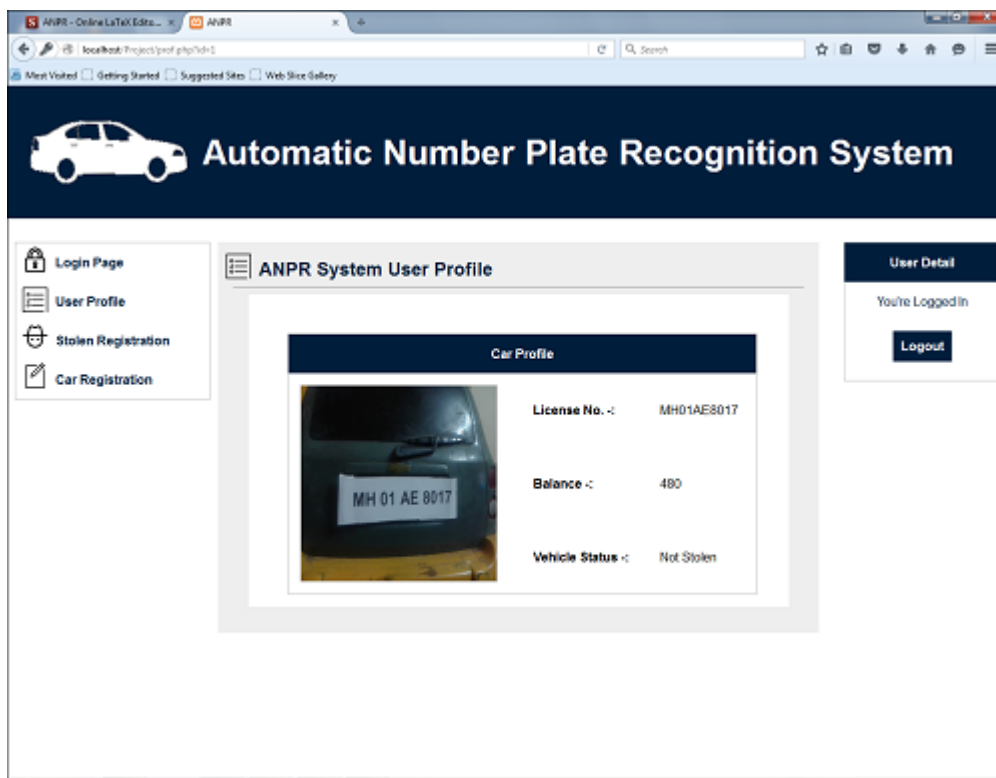 ANPR - Online LaTeX Edito... ×
ANPR ×
localhost/Project/prof.php?id=1
Search
Most Visited Getting Started Suggested Sites Web Slice Gallery
Automatic Number Plate Recognition System
Login Page
User Profile
Stolen Registration
Car Registration
ANPR System User Profile
Car Profile
MH 01 AE 8017
License No. -: MH01AE8017
Balance -: 480
Vehicle Status -: Not Stolen
User Detail
You're Logged In
Logout